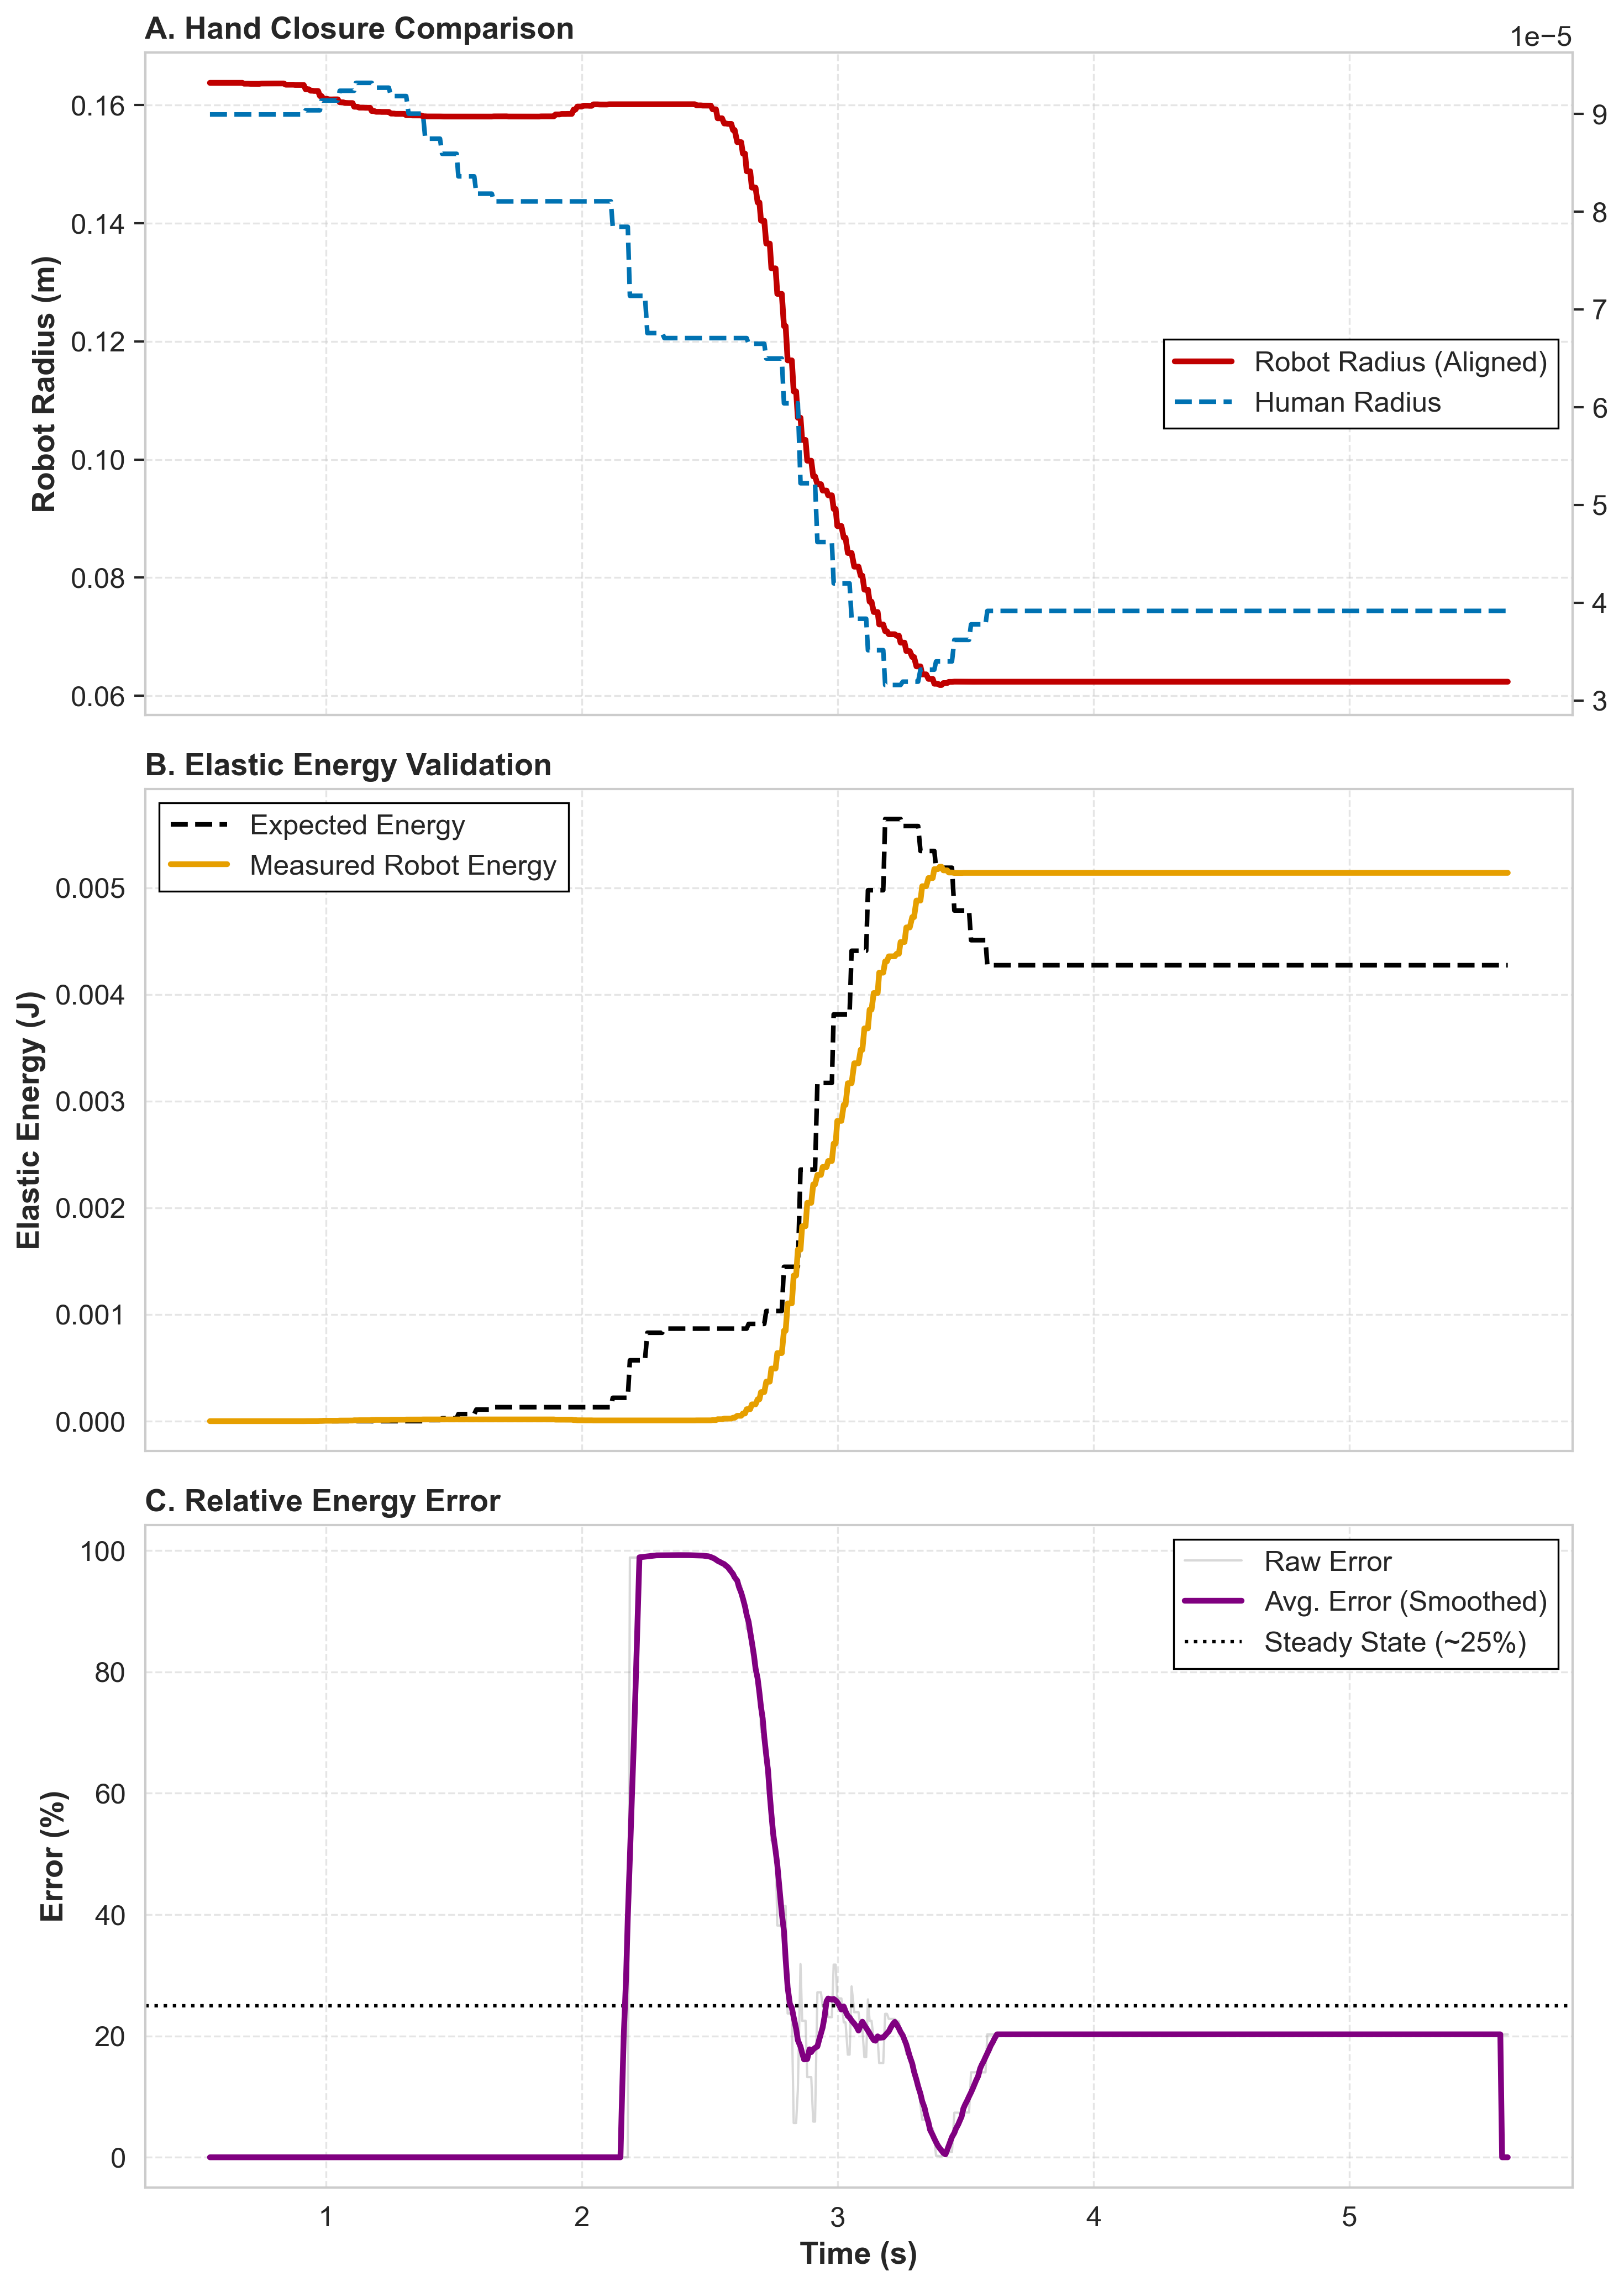 A. Hand Closure Comparison
1e−5
0.16
0.14
0.12
0.10
0.08
0.06
Robot Radius (m)
9
8
7
6
5
4
3
Robot Radius (Aligned)
Human Radius
B. Elastic Energy Validation
Expected Energy
Measured Robot Energy
0.005
0.004
0.003
0.002
0.001
0.000
Elastic Energy (J)
C. Relative Energy Error
Raw Error
Avg. Error (Smoothed)
Steady State (~25%)
100
80
60
40
20
0
Error (%)
1 2 3 4 5
Time (s)